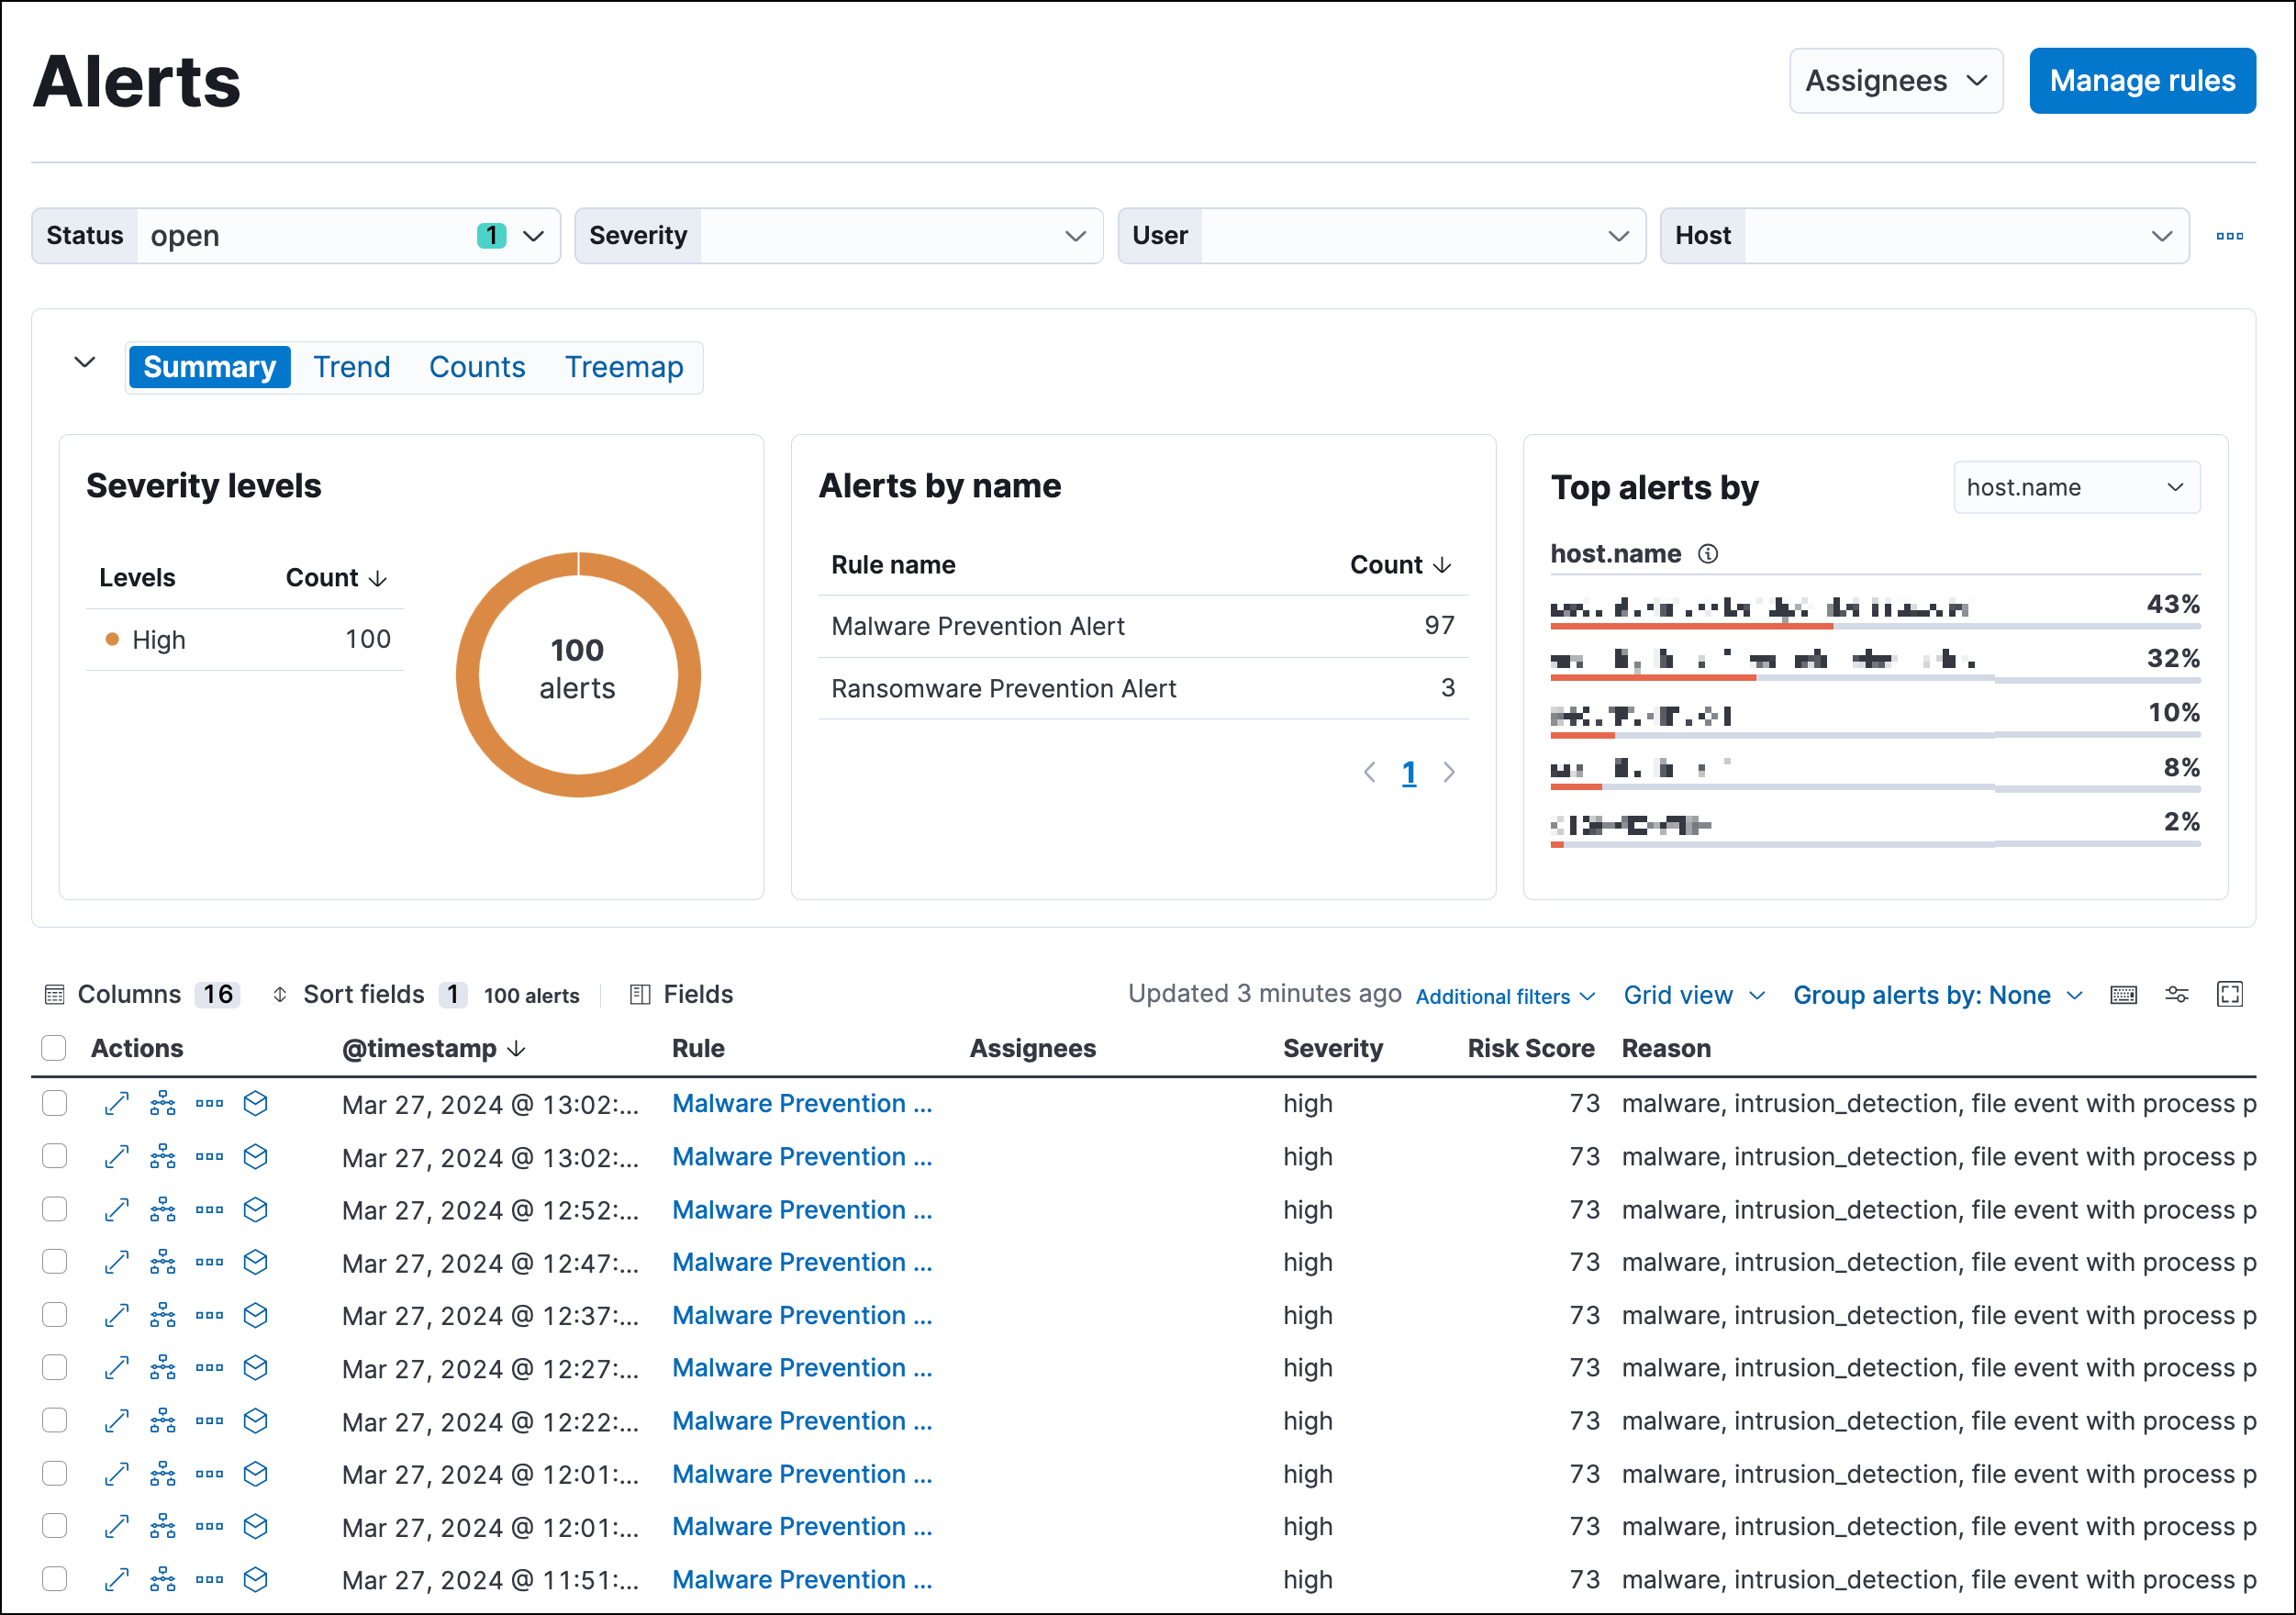 Alerts
Assignees
Manage rules
Status open 1
Severity
User
Host
Summary Trend Counts Treemap
Severity levels
Levels Count
High 100
100
alerts
Alerts by name
Rule name Count
Malware Prevention Alert 97
Ransomware Prevention Alert 3
1
Top alerts by host.name
host.name
43%
32%
10%
8%
2%
Columns 16 Sort fields 1 100 alerts Fields Updated 3 minutes ago Additional filters Grid view Group alerts by: None
Actions @timestamp Rule Assignees Severity Risk Score Reason
Mar 27, 2024 @ 13:02:... Malware Prevention ... high 73 malware, intrusion_detection, file event with process p
Mar 27, 2024 @ 13:02:... Malware Prevention ... high 73 malware, intrusion_detection, file event with process p
Mar 27, 2024 @ 12:52:... Malware Prevention ... high 73 malware, intrusion_detection, file event with process p
Mar 27, 2024 @ 12:47:... Malware Prevention ... high 73 malware, intrusion_detection, file event with process p
Mar 27, 2024 @ 12:37:... Malware Prevention ... high 73 malware, intrusion_detection, file event with process p
Mar 27, 2024 @ 12:27:... Malware Prevention ... high 73 malware, intrusion_detection, file event with process p
Mar 27, 2024 @ 12:22:... Malware Prevention ... high 73 malware, intrusion_detection, file event with process p
Mar 27, 2024 @ 12:01:... Malware Prevention ... high 73 malware, intrusion_detection, file event with process p
Mar 27, 2024 @ 12:01:... Malware Prevention ... high 73 malware, intrusion_detection, file event with process p
Mar 27, 2024 @ 11:51:... Malware Prevention ... high 73 malware, intrusion_detection, file event with process p